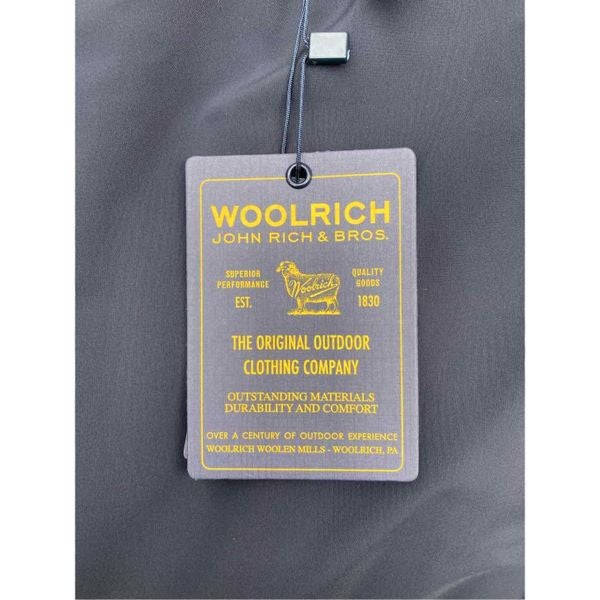 WOOLRICH
JOHN RICH & BROS.
SUPERIOR
PERFORMANCE
EST.
Woolrich
QUALITY
GOODS
1830
THE ORIGINAL OUTDOOR
CLOTHING COMPANY
OUTSTANDING MATERIALS
DURABILITY AND COMFORT
OVER A CENTURY OF OUTDOOR EXPERIENCE
WOOLRICH WOOLEN MILLS - WOOLRICH, PA